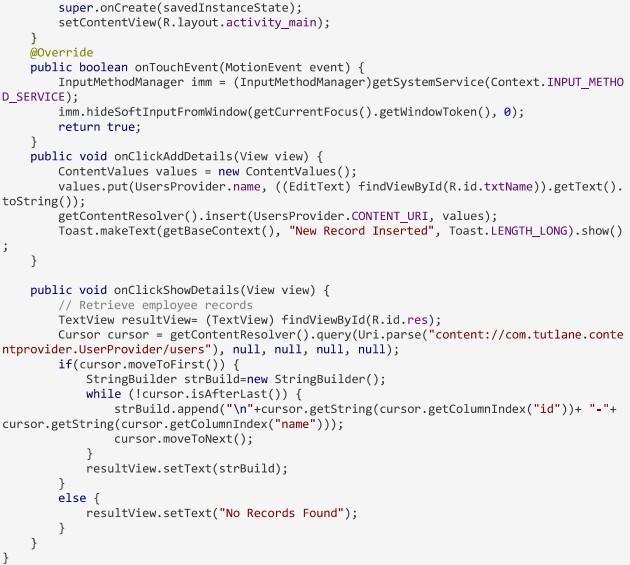 super.onCreate(savedInstanceState);
setContentView(R.layout.activity_main);
}
@Override
public boolean onTouchEvent(MotionEvent event) {
InputMethodManager imm = (InputMethodManager)getSystemService(Context.INPUT_METHO
D_SERVICE);
imm.hideSoftInputFromWindow(getCurrentFocus().getWindowToken(), 0);
return true;
}
public void onClickAddDetails(View view) {
ContentValues values = new ContentValues();
values.put(UsersProvider.name, ((EditText) findViewById(R.id.txtName)).getText().
toString());
getContentResolver().insert(UsersProvider.CONTENT_URI, values);
Toast.makeText(getBaseContext(), "New Record Inserted", Toast.LENGTH_LONG).show()
;
}
public void onClickShowDetails(View view) {
// Retrieve employee records
TextView resultView= (TextView) findViewById(R.id.res);
Cursor cursor = getContentResolver().query(Uri.parse("content://com.tutlane.conte
ntprovider.UserProvider/users"), null, null, null, null);
if(cursor.moveToFirst()) {
StringBuilder strBuild=new StringBuilder();
while (!cursor.isAfterLast()) {
strBuild.append("\n"+cursor.getString(cursor.getColumnIndex("id"))+ "-"+
cursor.getString(cursor.getColumnIndex("name")));
cursor.moveToNext();
}
resultView.setText(strBuild);
}
else {
resultView.setText("No Records Found");
}
}
}